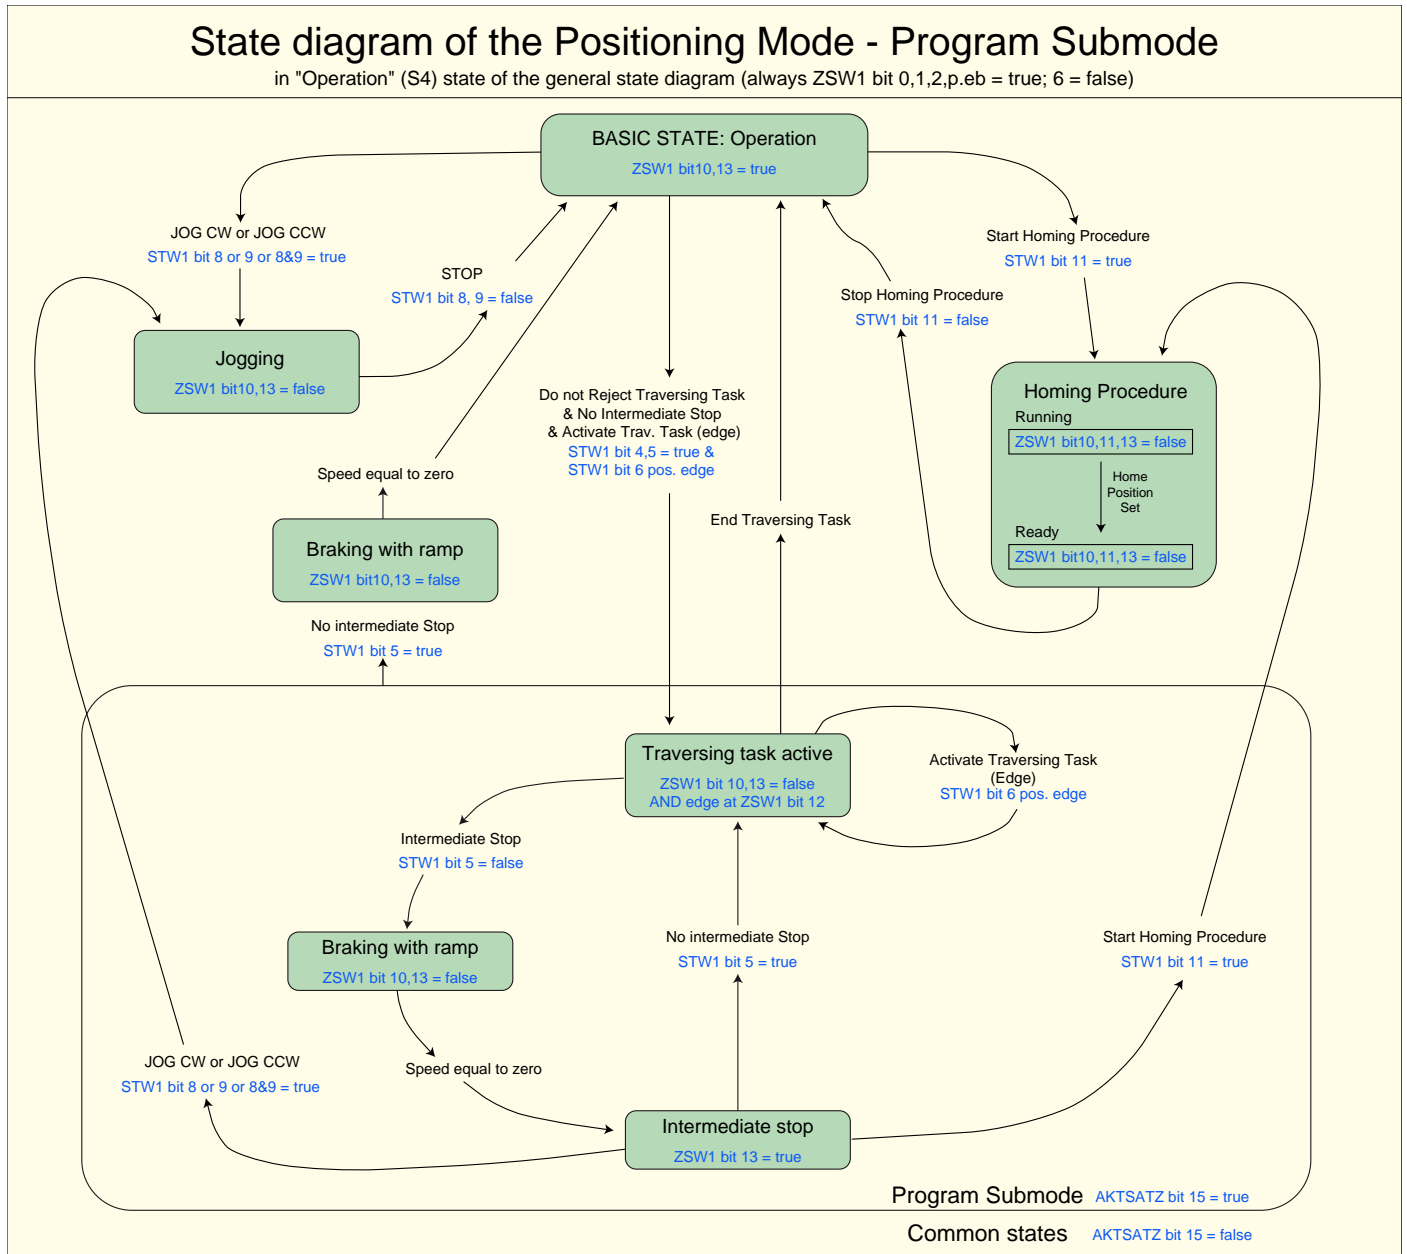 State diagram of the Positioning Mode - Program Submode
in "Operation" (S4) state of the general state diagram (always ZSW1 bit 0,1,2,p.eb = true; 6 = false)
BASIC STATE: Operation
ZSW1 bit10,13 = true
JOG CW or JOG CCW
STW1 bit 8 or 9 or 8&9 = true
STOP
STW1 bit 8, 9 = false
Start Homing Procedure
STW1 bit 11 = true
Stop Homing Procedure
STW1 bit 11 = false
Jogging
ZSW1 bit10,13 = false
Homing Procedure
Running
ZSW1 bit10,11,13 = false
Home
Position
Set
Ready
ZSW1 bit10,11,13 = false
Do not Reject Traversing Task
& No Intermediate Stop
& Activate Trav. Task (edge)
STW1 bit 4,5 = true &
STW1 bit 6 pos. edge
Speed equal to zero
End Traversing Task
Braking with ramp
ZSW1 bit10,13 = false
No intermediate Stop
STW1 bit 5 = true
Traversing task active
ZSW1 bit 10,13 = false
AND edge at ZSW1 bit 12
Activate Traversing Task
(Edge)
STW1 bit 6 pos. edge
Intermediate Stop
STW1 bit 5 = false
Braking with ramp
ZSW1 bit 10,13 = false
No intermediate Stop
STW1 bit 5 = true
Start Homing Procedure
STW1 bit 11 = true
JOG CW or JOG CCW
STW1 bit 8 or 9 or 8&9 = true
Speed equal to zero
Intermediate stop
ZSW1 bit 13 = true
Program Submode AKTSATZ bit 15 = true
Common states AKTSATZ bit 15 = false